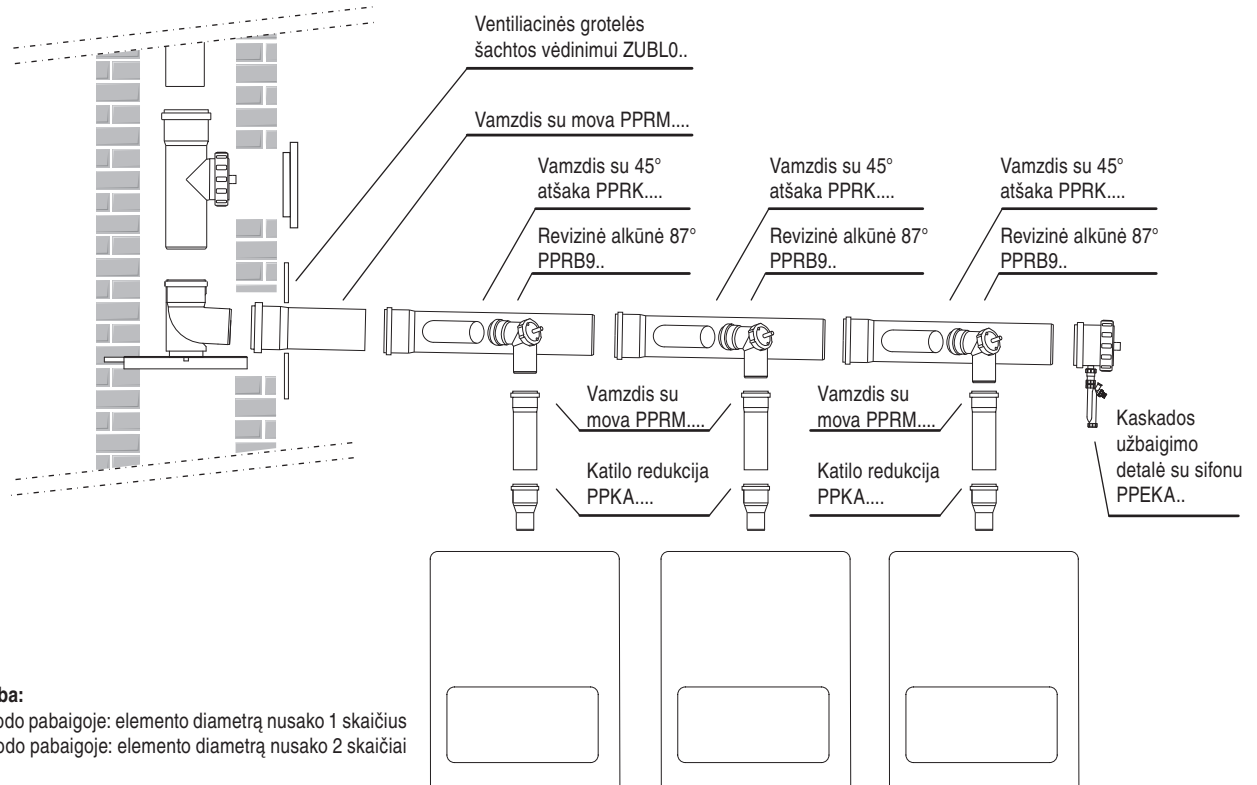 Ventiliacinės grotelės
šachtos vėdinimui ZUBL0..
Vamzdis su mova PPRM....
Vamzdis su 45°
atšaka PPRK....
Revizinė alkūnė 87°
PPRB9..
Vamzdis su 45°
atšaka PPRK....
Revizinė alkūnė 87°
PPRB9..
Vamzdis su 45°
atšaka PPRK....
Revizinė alkūnė 87°
PPRB9..
Vamzdis su
mova PPRM....
Katilo redukcija
PPKA....
Vamzdis su
mova PPRM....
Katilo redukcija
PPKA....
Kaskados
užbaigimo
detalė su sifonu
PPEKA..
pabaigoje: elemento diametrą nusako 1 skaičius
pabaigoje: elemento diametrą nusako 2 skaičiai